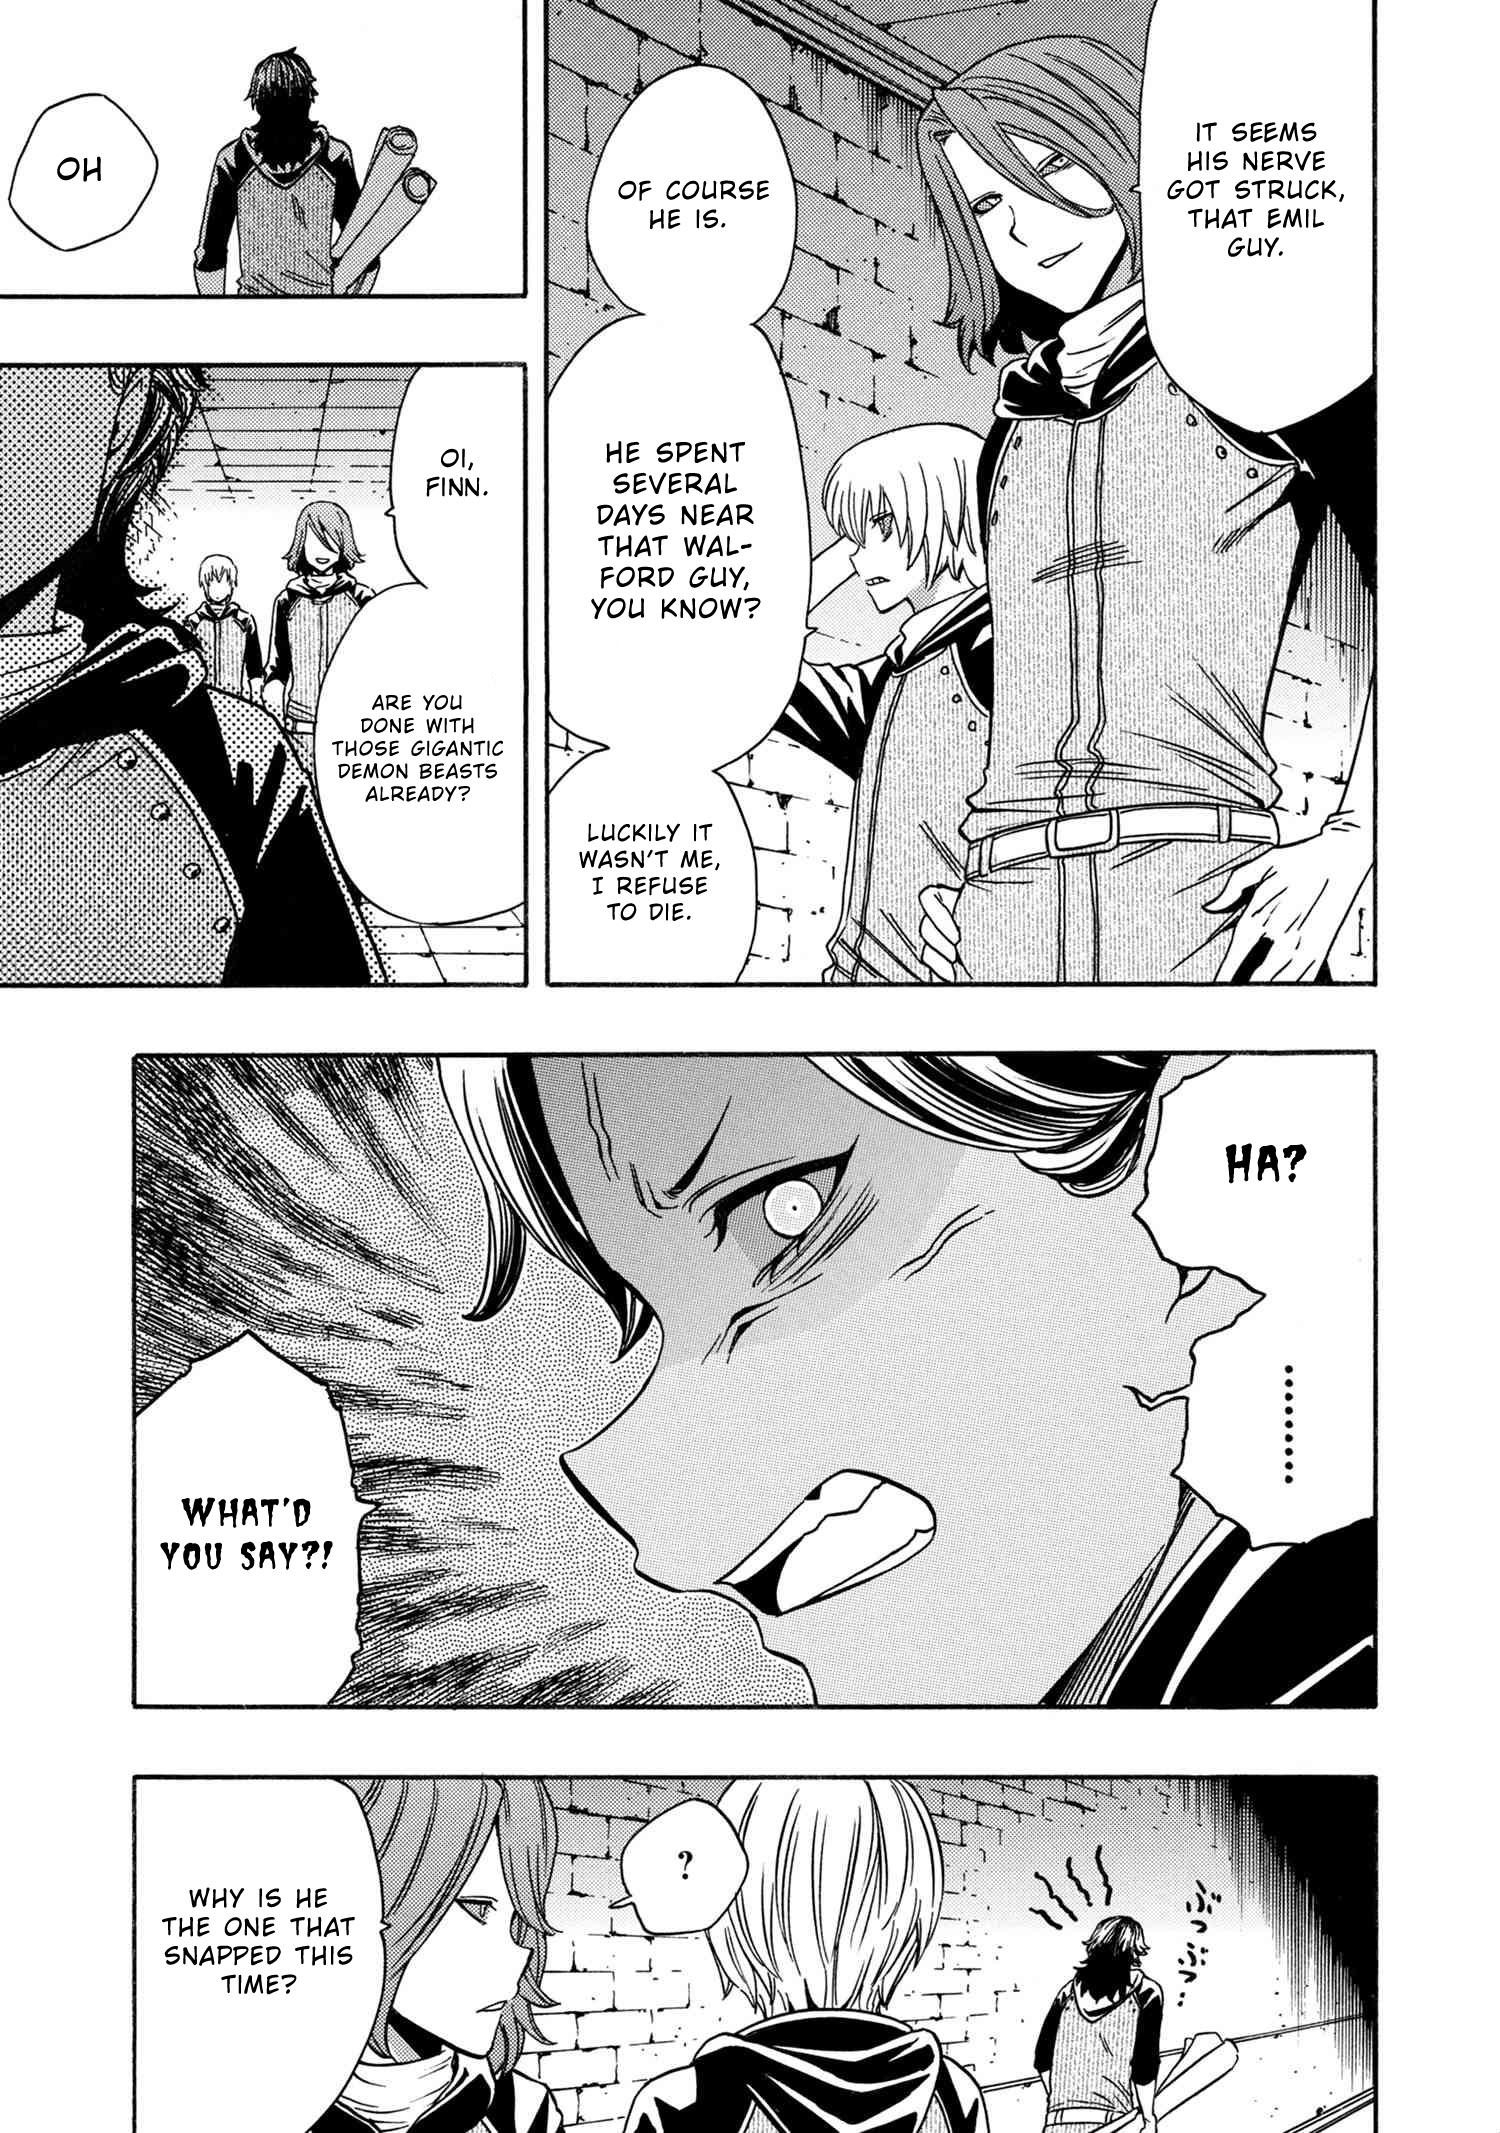 IT SEEMS
HIS NERVE
GOT STRUCK,
THAT EMIL
GUY.
OF COURSE
HE IS.
HE SPENT
SEVERAL
DAYS NEAR
THAT WAL-
FORD GUY,
YOU KNOW?
LUCKILY IT
WASN'T ME,
I REFUSE
TO DIE.
OH
OI,
FINN.
ARE YOU
DONE WITH
THOSE GIGANTIC
DEMON BEASTS
ALREADY?
HA?
.........
WHAT'D
YOU SAY?!
?
ぶつ
ぶつ…
WHY IS HE
THE ONE THAT
SNAPPED THIS
TIME?